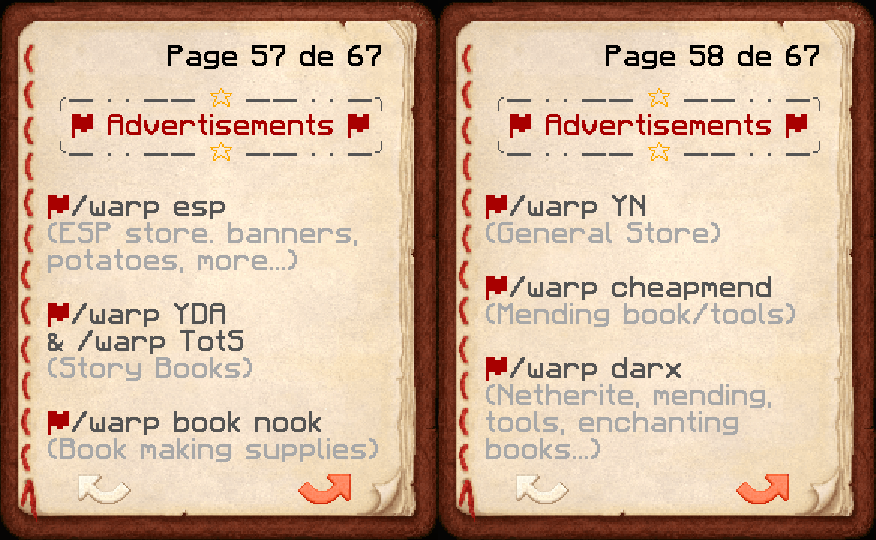 Page 57 de 67
Advertisements
/warp esp
(ESP store. banners,
potatoes, more...)
/warp YDA
& /warp TotS
(Story Books)
/warp book nook
(Book making supplies)
Page 58 de 67
Advertisements
/warp YN
(General Store)
/warp cheapmend
(Mending book/tools)
/warp darx
(Netherite, mending,
tools, enchanting
books...)